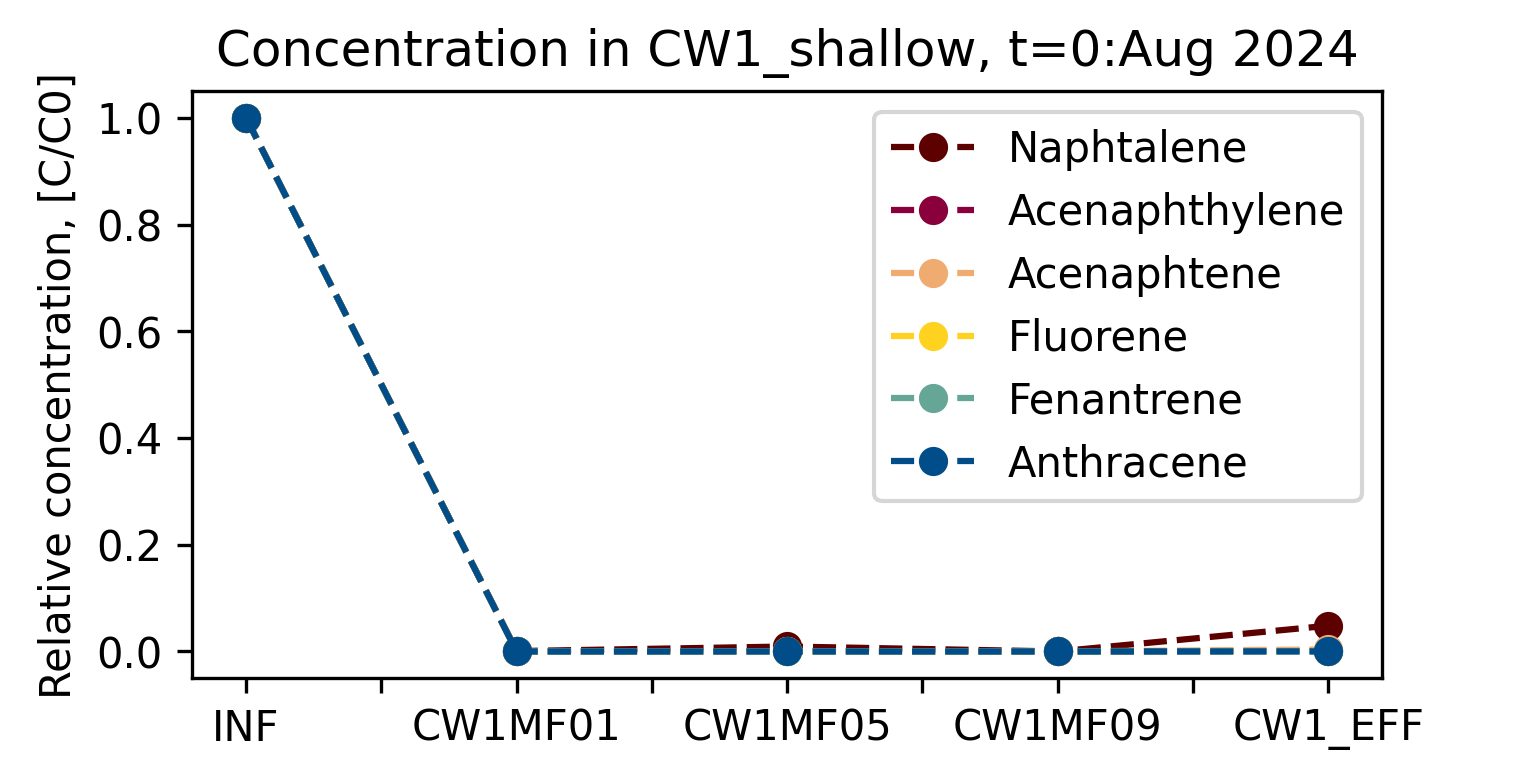 Concentration in CW1_shallow, t=0:Aug 2024
Relative concentration, [C/C0]
1.0
0.8
0.6
0.4
0.2
0.0
Naphtalene
Acenaphthylene
Acenaphtene
Fluorene
Fenantrene
Anthracene
INF CW1MF01 CW1MF05 CW1MF09 CW1_EFF